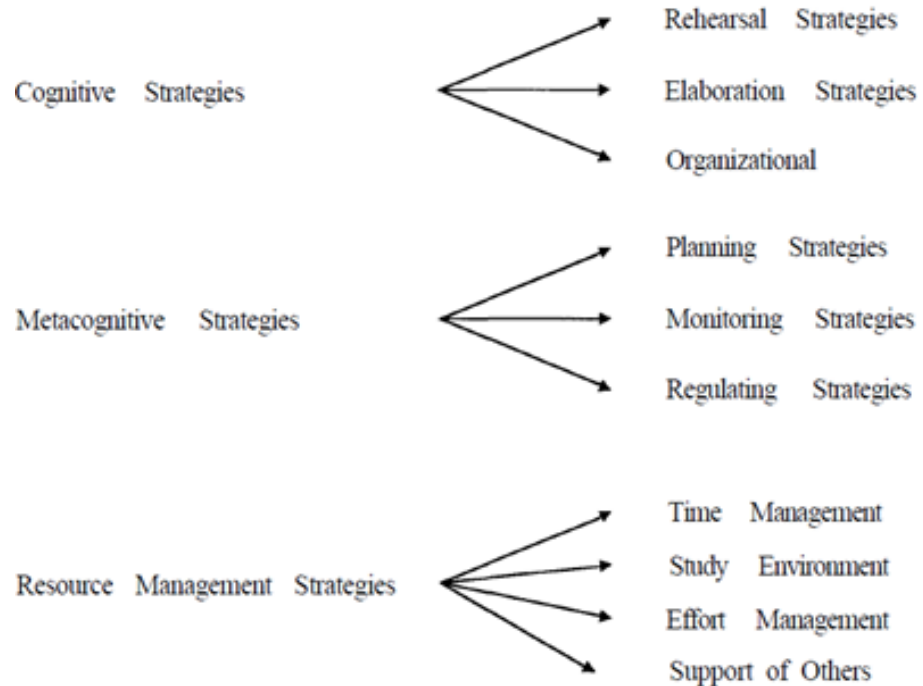 Rehearsal Strategies
Cognitive Strategies
Elaboration Strategies
Organizational
Planning Strategies
Metacognitive Strategies
Monitoring Strategies
Regulating Strategies
Time Management
Study Environment
Resource Management Strategies
Effort Management
Support of Others